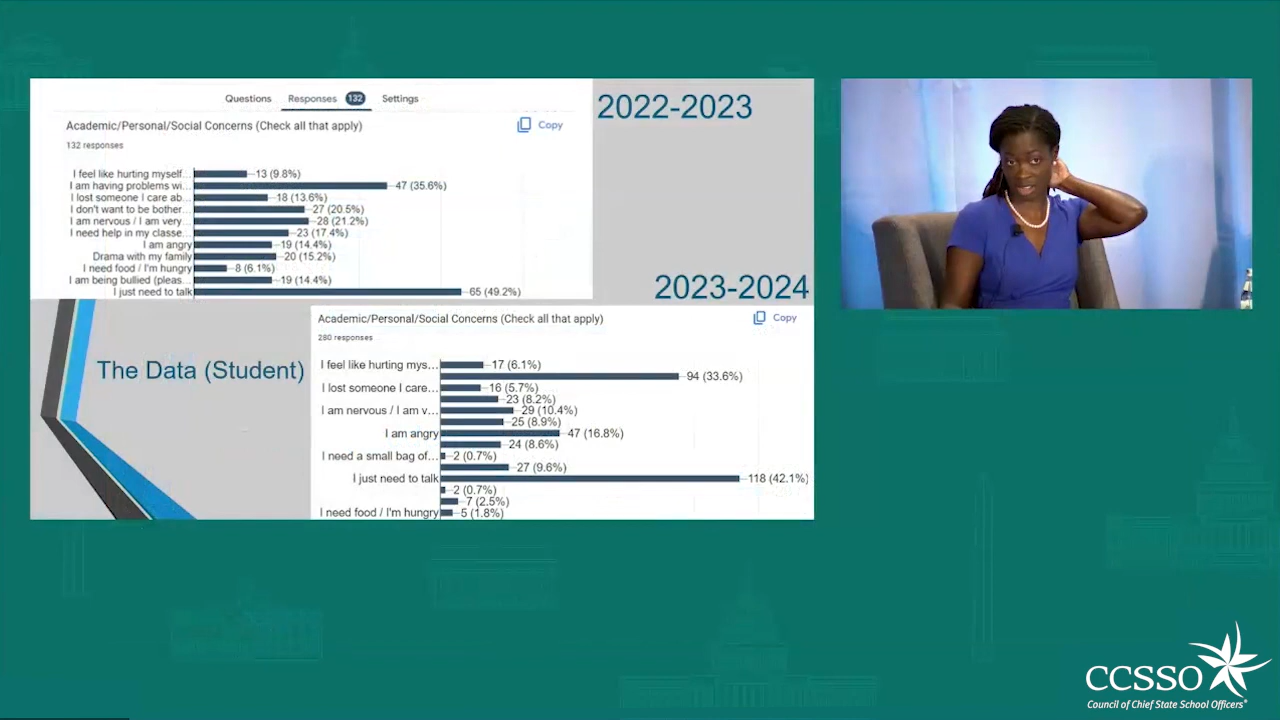 Questions Responses 132 Settings
2022-2023
Academic/Personal/Social Concerns (Check all that apply)
Copy
132 responses
I feel like hurting myself... 13 (9.8%)
I am having problems wi... 47 (35.6%)
I lost someone I care ab... 18 (13.6%)
I don't want to be bother... 27 (20.5%)
I am nervous / I am very... 28 (21.2%)
I need help in my classe... 23 (17.4%)
I am angry 19 (14.4%)
Drama with my family 20 (15.2%)
I need food / I'm hungry 8 (6.1%)
I am being bullied (pleas... 19 (14.4%)
I just need to talk 65 (49.2%)
2023-2024
The Data (Student)
Academic/Personal/Social Concerns (Check all that apply)
Copy
280 responses
I feel like hurting mys... 17 (6.1%)
94 (33.6%)
I lost someone I care... 16 (5.7%)
23 (8.2%)
I am nervous / I am v... 29 (10.4%)
25 (8.9%)
I am angry 47 (16.8%)
24 (8.6%)
I need a small bag of... 2 (0.7%)
27 (9.6%)
I just need to talk 118 (42.1%)
2 (0.7%)
7 (2.5%)
I need food / I'm hungry 5 (1.8%)
CCSSO
Council of Chief State School Officers®